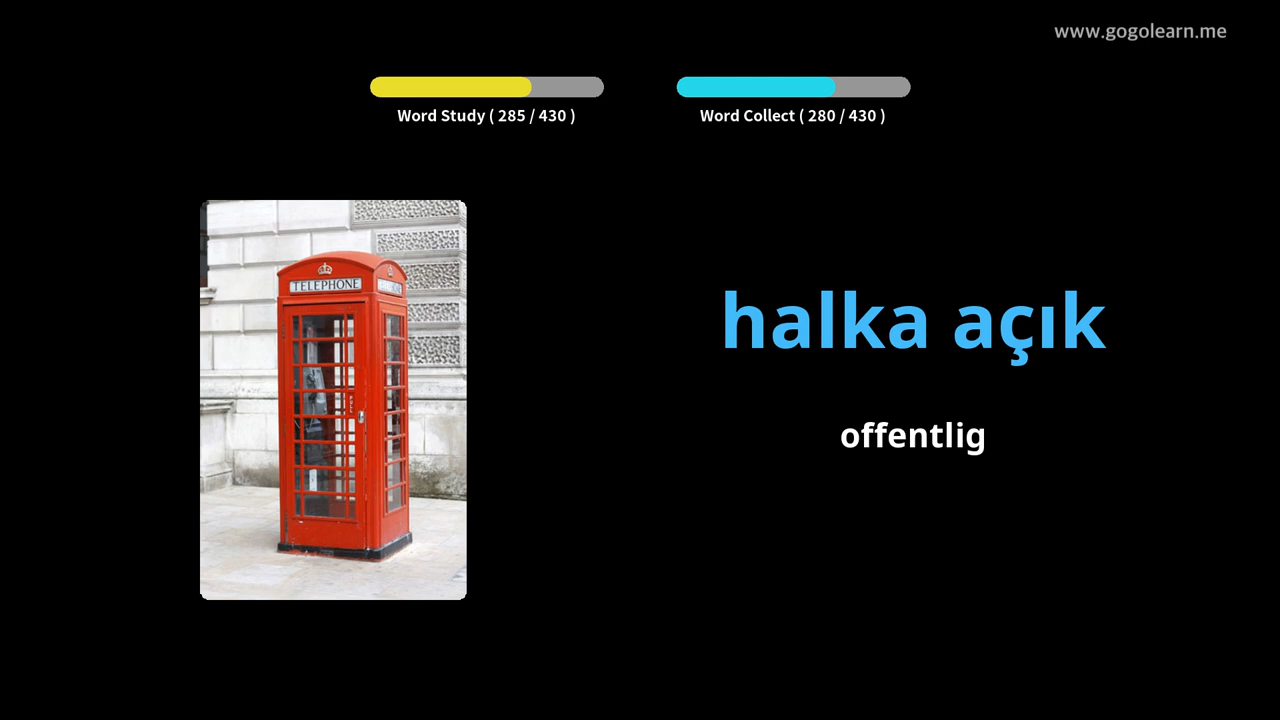 www.gogolearn.me
Word Study ( 285 / 430 )
Word Collect ( 280 / 430 )
TELEPHONE
halka açık
offentlig